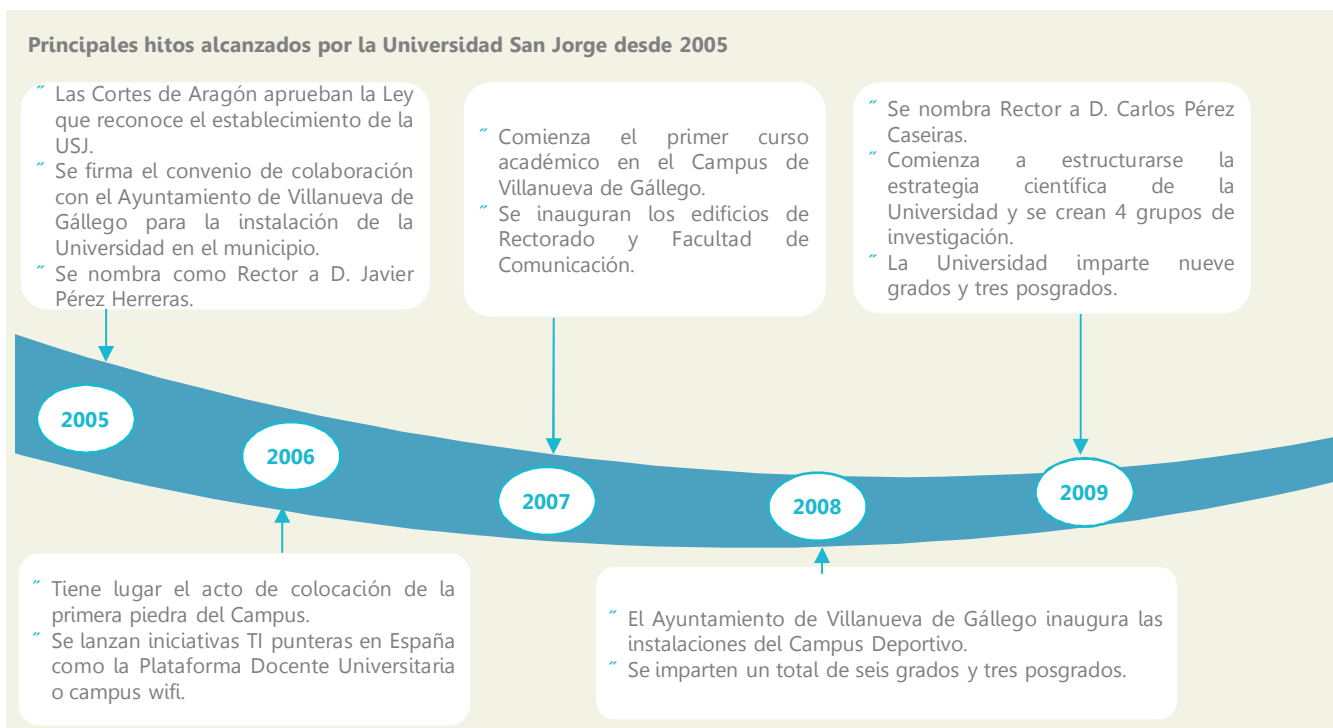 Principales hitos alcanzados por la Universidad San Jorge desde 2005
˝ Las Cortes de Aragón aprueban la Ley
que reconoce el establecimiento de la
USJ.
˝ Se firma el convenio de colaboración
con el Ayuntamiento de Villanueva de
Gállego para la instalación de la
Universidad en el municipio.
˝ Se nombra como Rector a D. Javier
Pérez Herreras.
˝ Comienza el primer curso
académico en el Campus de
Villanueva de Gállego.
˝ Se inauguran los edificios de
Rectorado y Facultad de
Comunicación.
˝ Se nombra Rector a D. Carlos Pérez
Caseiras.
˝ Comienza a estructurarse la
estrategia científica de la
Universidad y se crean 4 grupos de
investigación.
˝ La Universidad imparte nueve
grados y tres posgrados.
2005
2006
2007
2008
2009
˝ Tiene lugar el acto de colocación de la
primera piedra del Campus.
˝ Se lanzan iniciativas TI punteras en España
como la Plataforma Docente Universitaria
o campus wifi.
˝ El Ayuntamiento de Villanueva de Gállego inaugura las
instalaciones del Campus Deportivo.
˝ Se imparten un total de seis grados y tres posgrados.